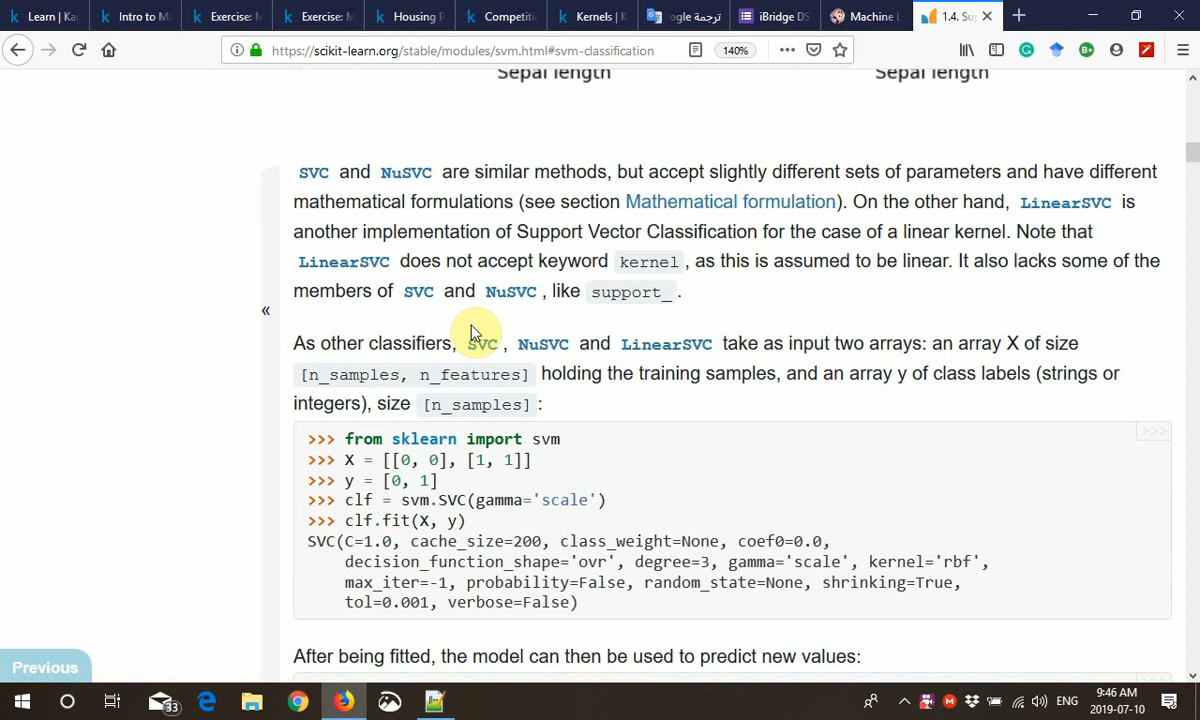 Learn | Ka
Intro to M
Exercise: M
Exercise: M
Housing P
Competiti
Kernels | K
ogle ترجمة
iBridge DS
Machine L
1.4. Su
https://scikit-learn.org/stable/modules/svm.html#svm-classification
140%
Sepal length
Sepal length
SVC and NuSVC are similar methods, but accept slightly different sets of parameters and have different
mathematical formulations (see section Mathematical formulation). On the other hand, LinearSVC is
another implementation of Support Vector Classification for the case of a linear kernel. Note that
LinearSVC does not accept keyword kernel, as this is assumed to be linear. It also lacks some of the
members of SVC and NuSVC, like support_.
«
As other classifiers, SVC, NuSVC and LinearSVC take as input two arrays: an array X of size
[n_samples, n_features] holding the training samples, and an array y of class labels (strings or
integers), size [n_samples]:
>>>
>>> from sklearn import svm
>>> X = [[0, 0], [1, 1]]
>>> y = [0, 1]
>>> clf = svm.SVC(gamma='scale')
>>> clf.fit(X, y)
SVC(C=1.0, cache_size=200, class_weight=None, coef0=0.0,
decision_function_shape='ovr', degree=3, gamma='scale', kernel='rbf',
max_iter=-1, probability=False, random_state=None, shrinking=True,
tol=0.001, verbose=False)
After being fitted, the model can then be used to predict new values:
Previous
33
ENG
9:46 AM
2019-07-10